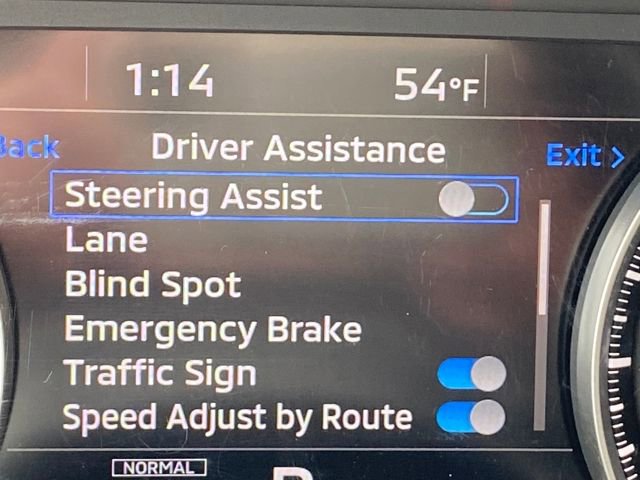 1:14 54°F
Back Driver Assistance Exit >
Steering Assist
Lane
Blind Spot
Emergency Brake
Traffic Sign
Speed Adjust by Route
NORMAL